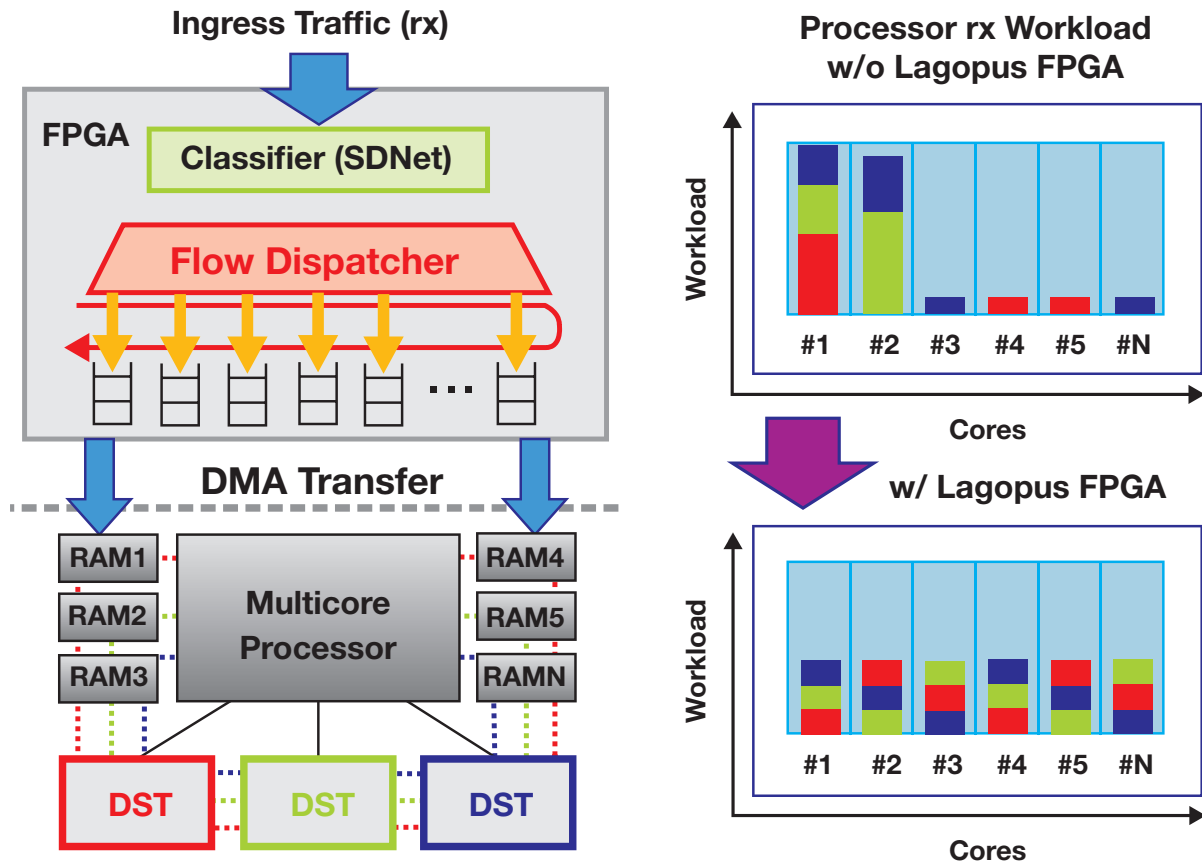 Ingress Traffic (rx)
FPGA
Classifier (SDNet)
Flow Dispatcher
DMA Transfer
RAM1
RAM2
RAM3
Multicore
Processor
RAM4
RAM5
RAMN
DST
DST
DST
Processor rx Workload
w/o Lagopus FPGA
Workload
#1 #2 #3 #4 #5 #N
Cores
w/ Lagopus FPGA
Workload
#1 #2 #3 #4 #5 #N
Cores